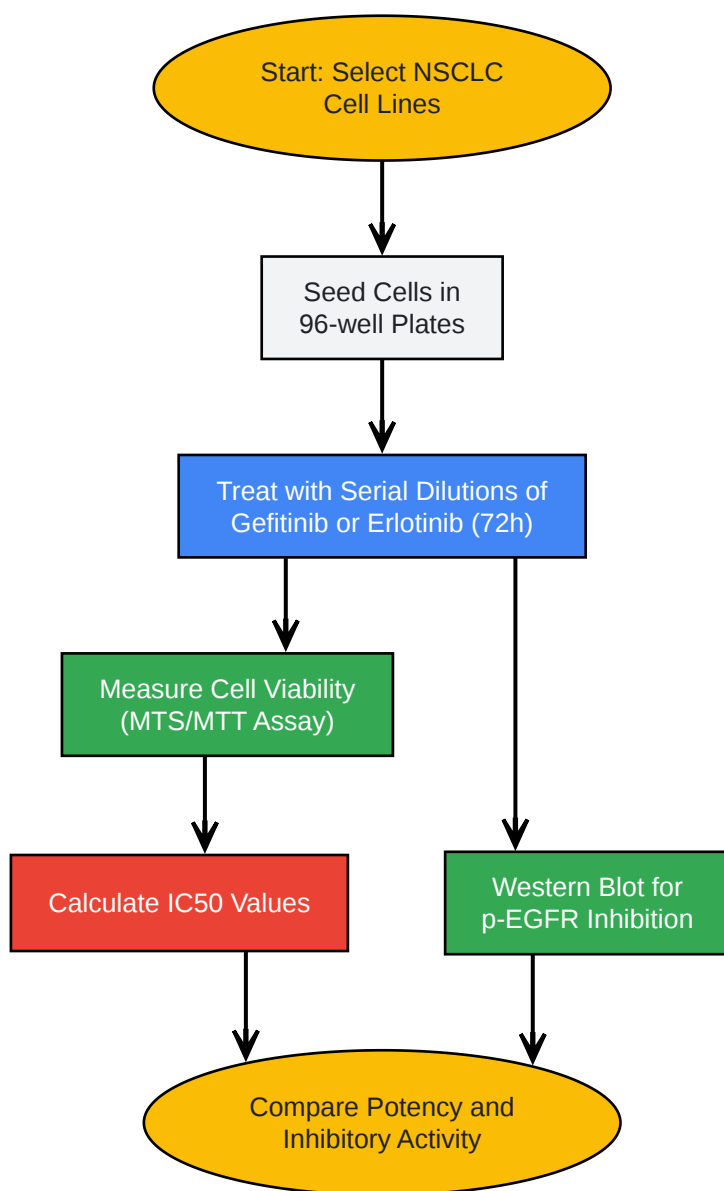 Start: Select NSCLC
Cell Lines
Seed Cells in
96-well Plates
Treat with Serial Dilutions of
Gefitinib or Erlotinib (72h)
Measure Cell Viability
(MTS/MTT Assay)
Calculate IC50 Values
Western Blot for
p-EGFR Inhibition
Compare Potency and
Inhibitory Activity